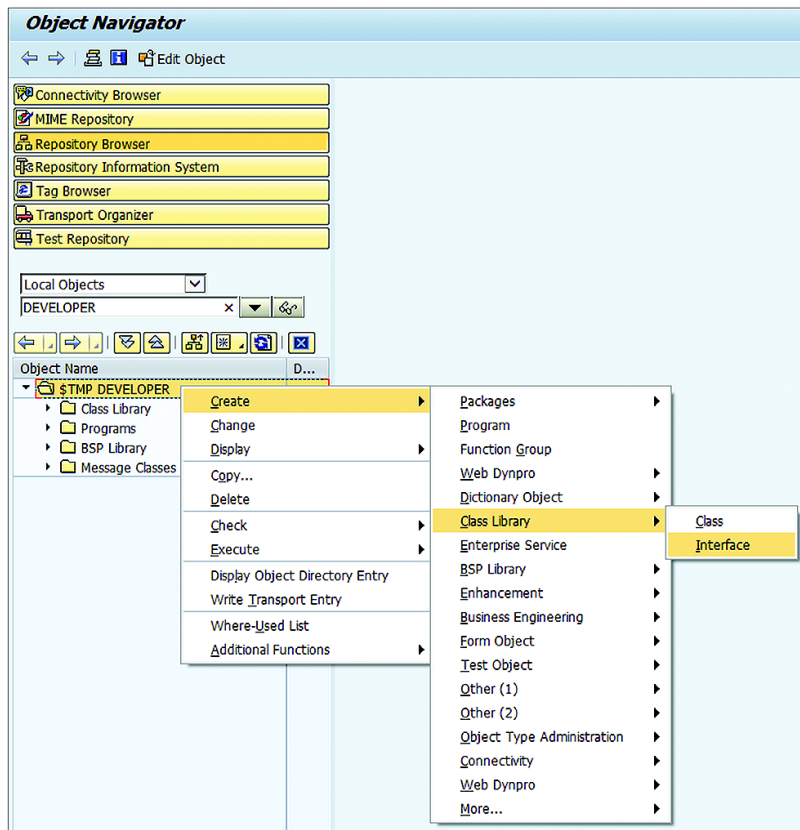 Object Navigator
Edit Object
Connectivity Browser
MIME Repository
Repository Browser
Repository Information System
Tag Browser
Transport Organizer
Test Repository
Local Objects
DEVELOPER
Object Name D...
$TMP DEVELOPER
Class Library
Programs
BSP Library
Message Classes
Create
Change
Display
Copy...
Delete
Check
Execute
Display Object Directory Entry
Write Transport Entry
Where-Used List
Additional Functions
Packages
Program
Function Group
Web Dynpro
Dictionary Object
Class Library
Enterprise Service
BSP Library
Enhancement
Business Engineering
Form Object
Test Object
Other (1)
Other (2)
Object Type Administration
Connectivity
Web Dynpro
More...
Class
Interface